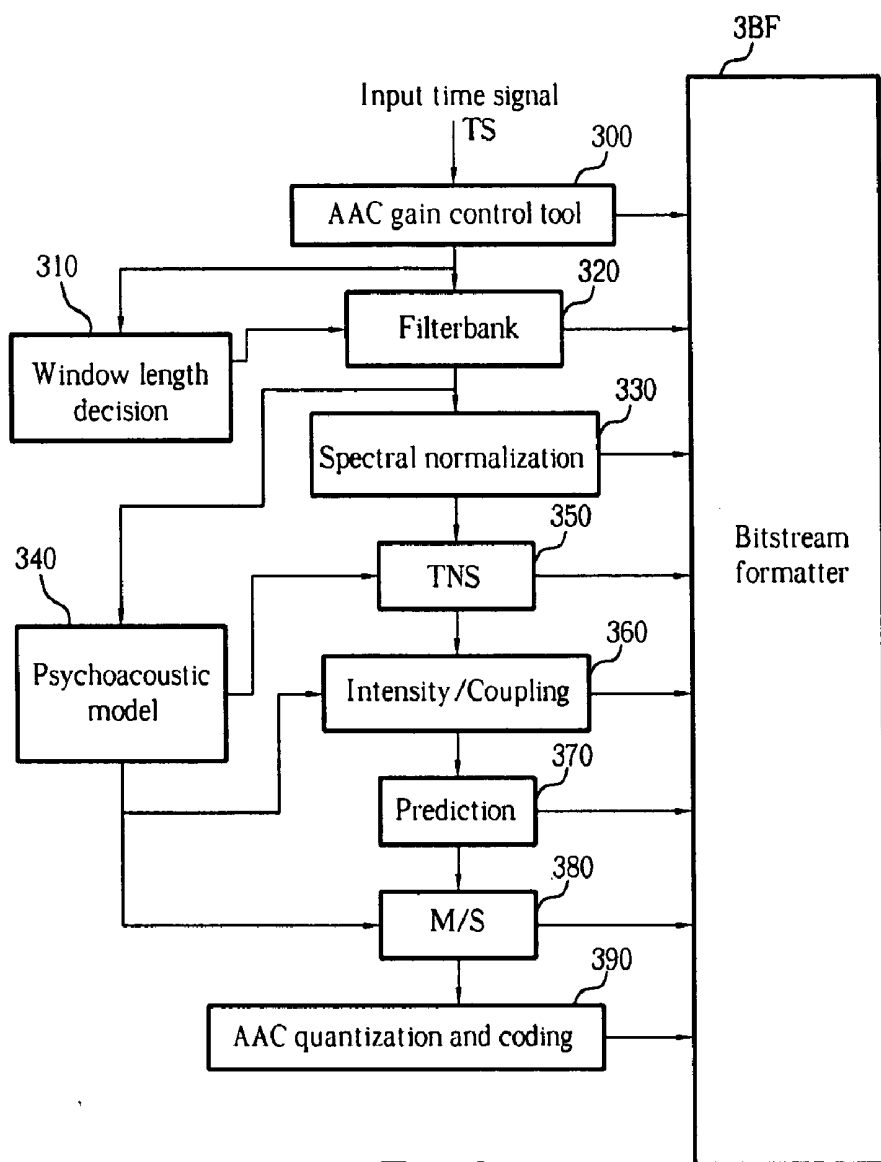 3BF
Input time signal
TS
300
AAC gain control tool
310
320
Filterbank
Window length
decision
330
Spectral normalization
350
Bitstream
formatter
340
TNS
360
Psychoacoustic
model
Intensity/Coupling
370
Prediction
380
M/S
390
AAC quantization and coding